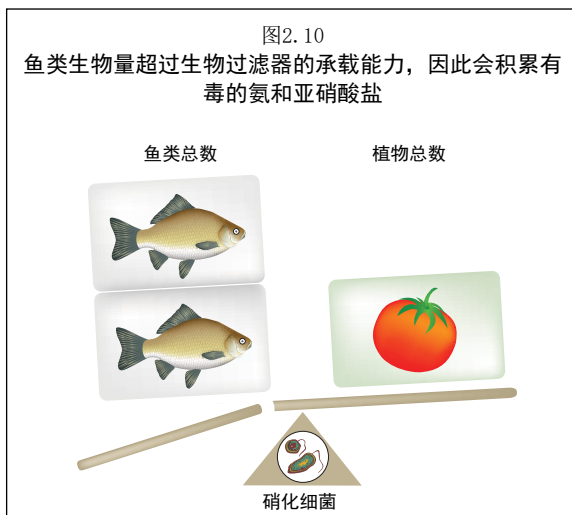 图2.10
鱼类生物量超过生物过滤器的承载能力，因此会积累有
毒的氨和亚硝酸盐
鱼类总数
植物总数
硝化细菌